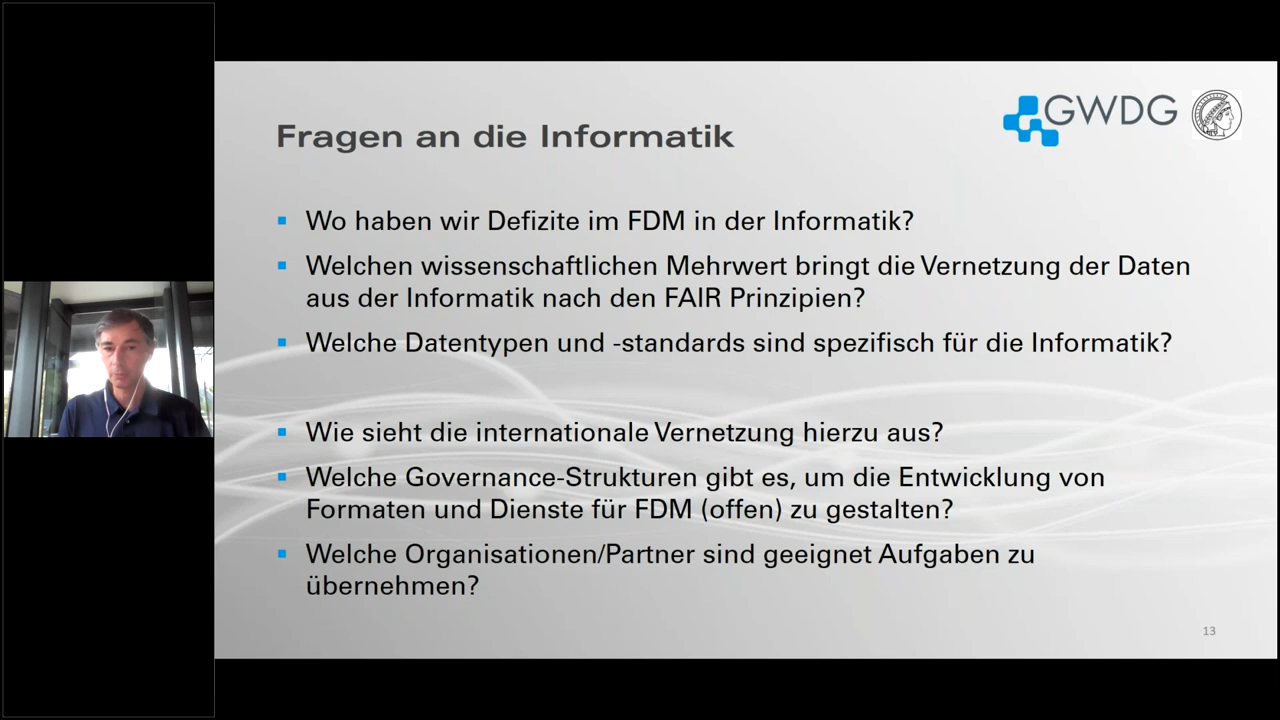 GWDG
Fragen an die Informatik
Wo haben wir Defizite im FDM in der Informatik?
Welchen wissenschaftlichen Mehrwert bringt die Vernetzung der Daten
aus der Informatik nach den FAIR Prinzipien?
Welche Datentypen und -standards sind spezifisch für die Informatik?
Wie sieht die internationale Vernetzung hierzu aus?
Welche Governance-Strukturen gibt es, um die Entwicklung von
Formaten und Dienste für FDM (offen) zu gestalten?
Welche Organisationen/Partner sind geeignet Aufgaben zu
übernehmen?
13